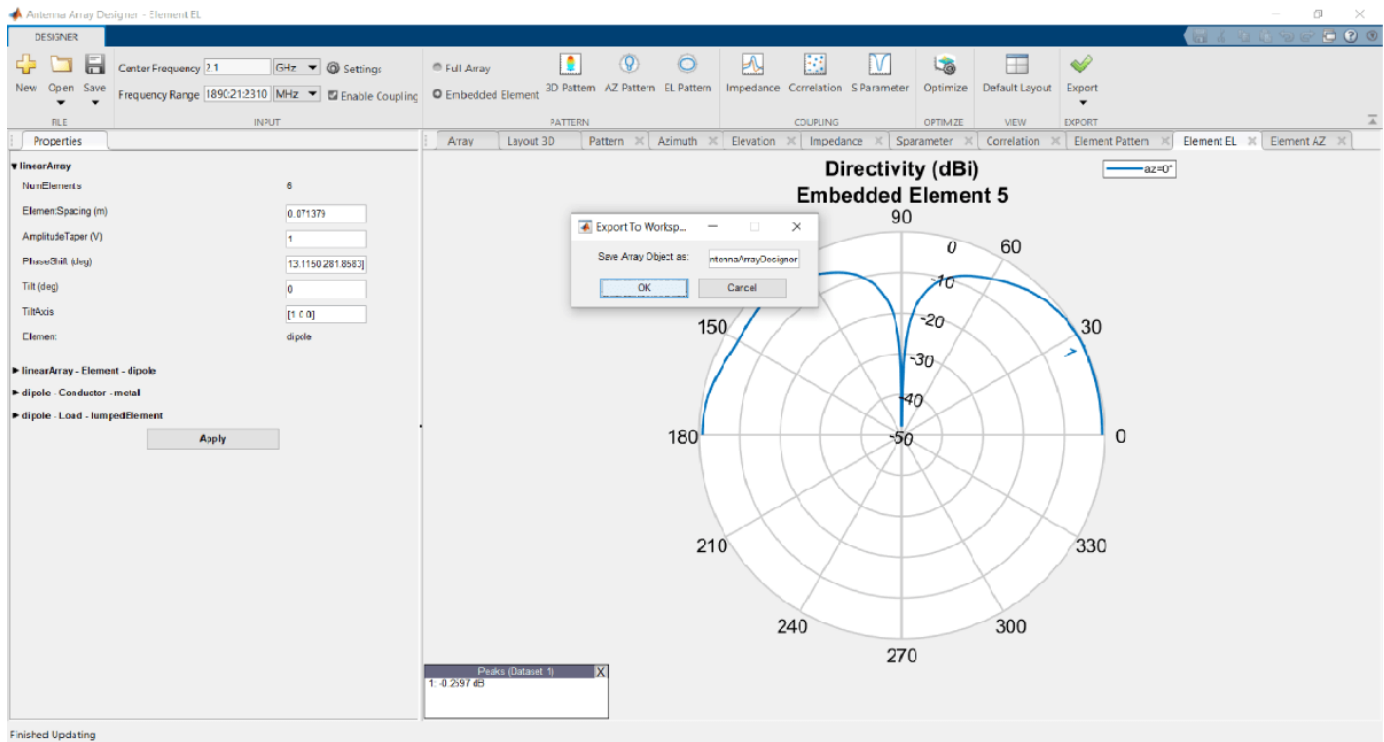 Antenna Array Designer - Element EL
DESIGNER
New Open Save
FILE
Center Frequency 2.1 GHz Settings
Frequency Range 1890:21:2310 MHz Enable Coupling
INPUT
Full Array
Embedded Element
3D Pattern AZ Pattern EL Pattern
PATTERN
Impedance Correlation S Parameter
COUPLING
Optimize
OPTIMIZE
Default Layout
VIEW
Export
EXPORT
Properties
Array Layout 3D Pattern Azimuth Elevation Impedance Sparameter Correlation Element Pattern Element EL Element AZ
linearArray
NumElements 6
ElementSpacing (m) 0.071379
AmplitudeTaper (V) 1
PhaseShift (deg) 13.1150 281.8583]
Tilt (deg) 0
TiltAxis [1 0 0]
Element: dipole
linearArray - Element - dipole
dipole - Conductor - metal
dipole - Load - lumpedElement
Apply
Directivity (dBi)
Embedded Element 5
az=0°
Export To Worksp...
Save Array Object as: ntennaArrayDesigner
OK Cancel
90
60
30
0
330
300
270
240
210
180
150
0
-10
-20
-30
-40
-50
Peaks (Dataset 1) X
1: -0.2597 dB
Finished Updating